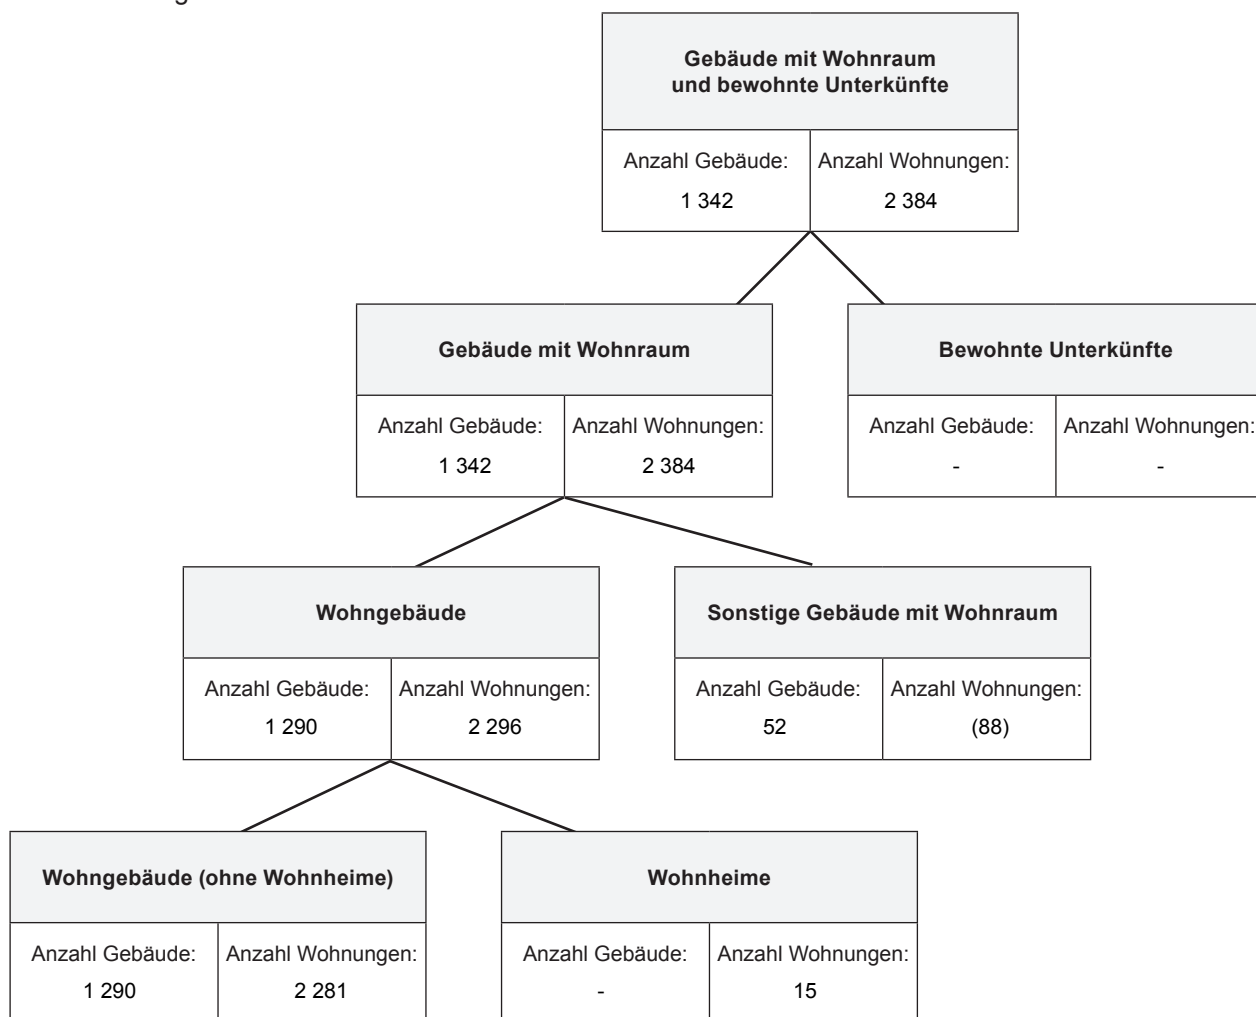 Gebäude mit Wohnraum
und bewohnte Unterkünfte
Anzahl Gebäude: Anzahl Wohnungen:
1 342 2 384
Gebäude mit Wohnraum
Anzahl Gebäude: Anzahl Wohnungen:
1 342 2 384
Bewohnte Unterkünfte
Anzahl Gebäude: Anzahl Wohnungen:
- -
Wohngebäude
Anzahl Gebäude: Anzahl Wohnungen:
1 290 2 296
Sonstige Gebäude mit Wohnraum
Anzahl Gebäude: Anzahl Wohnungen:
52 (88)
Wohngebäude (ohne Wohnheime)
Anzahl Gebäude: Anzahl Wohnungen:
1 290 2 281
Wohnheime
Anzahl Gebäude: Anzahl Wohnungen:
- 15